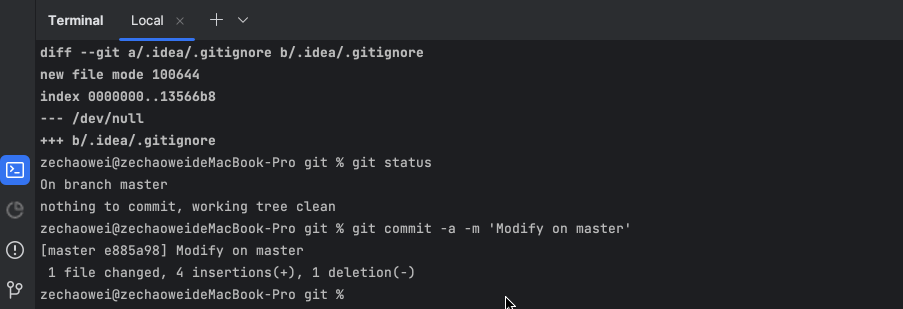 Terminal Local
diff --git a/.idea/.gitignore b/.idea/.gitignore
new file mode 100644
index 0000000..13566b8
--- /dev/null
+++ b/.idea/.gitignore
zechaowei@zechaoweideMacBook-Pro git % git status
On branch master
nothing to commit, working tree clean
zechaowei@zechaoweideMacBook-Pro git % git commit -a -m 'Modify on master'
[master e885a98] Modify on master
 1 file changed, 4 insertions(+), 1 deletion(-)
zechaowei@zechaoweideMacBook-Pro git %